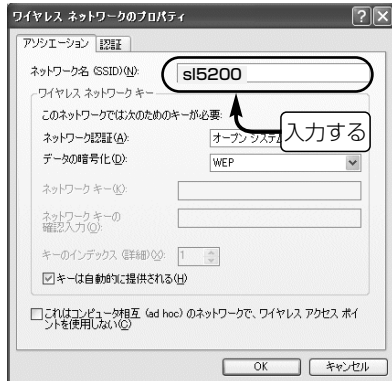 ワイヤレス ネットワークのプロパティ
アソシエーション 認証
ネットワーク名 (SSID)(N): sl5200
ワイヤレス ネットワーク キー
このネットワークでは次のためのキーが必要:
ネットワーク認証(A): オープン システム
入力する
データの暗号化(D): WEP
ネットワーク キー(K):
ネットワーク キーの
確認入力(O):
キーのインデックス (詳細)(X): 1
キーは自動的に提供される(H)
これはコンピュータ相互 (ad hoc) のネットワークで、ワイヤレス アクセス ポイ
ントを使用しない(C)
OK キャンセル